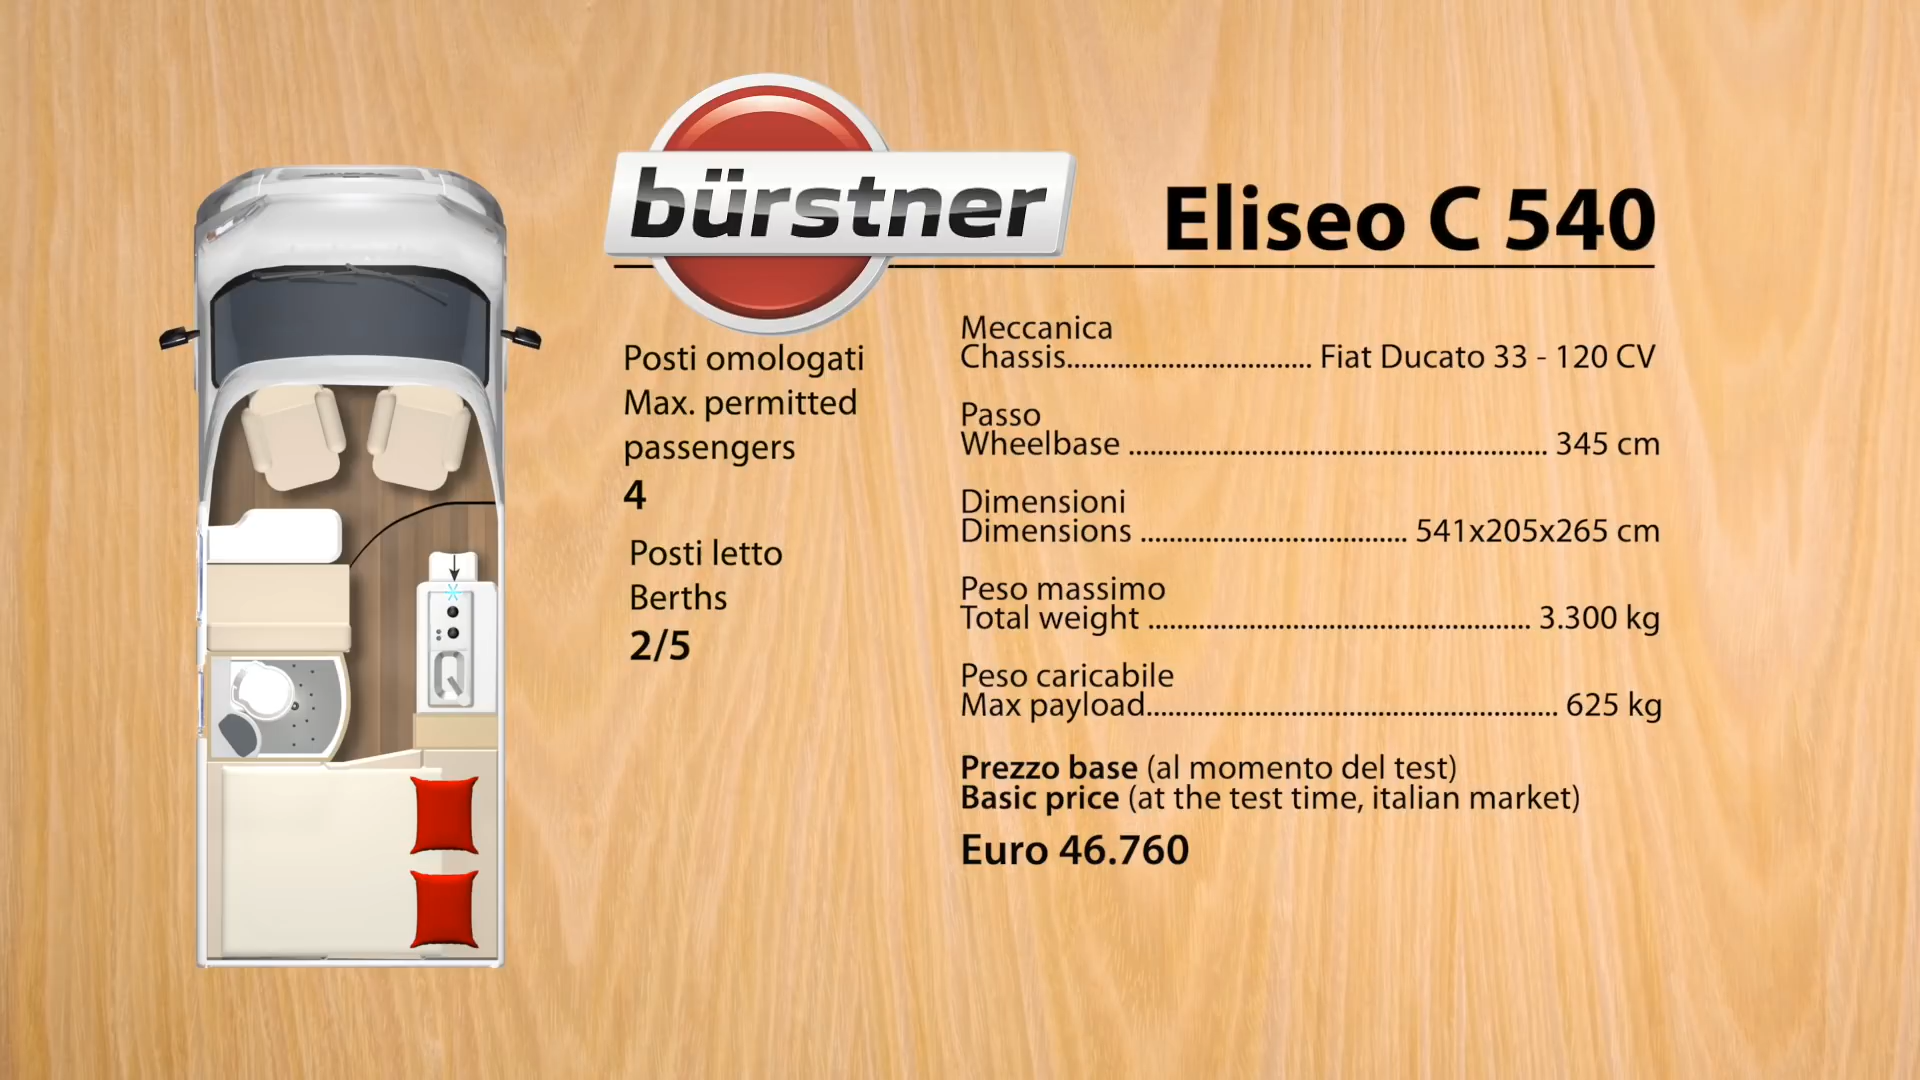 bürstner
Eliseo C 540
Posti omologati
Max. permitted
passengers
4
Posti letto
Berths
2/5
Meccanica
Chassis................................. Fiat Ducato 33 - 120 CV
Passo
Wheelbase ......................................................... 345 cm
Dimensioni
Dimensions .................................... 541x205x265 cm
Peso massimo
Total weight .................................................... 3.300 kg
Peso caricabile
Max payload........................................................ 625 kg
Prezzo base (al momento del test)
Basic price (at the test time, italian market)
Euro 46.760